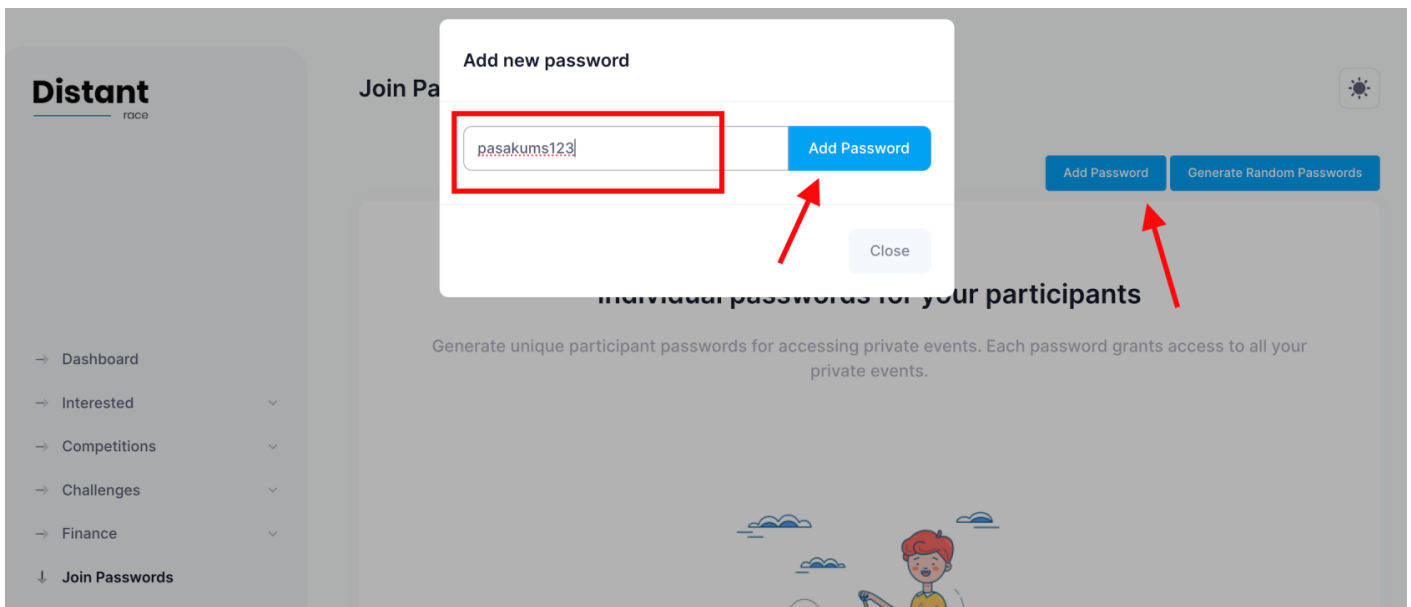 Add new password
Distant
race
Join Pa
pasakums123
Add Password
Add Password
Generate Random Passwords
Close
Individual passwords for your participants
Generate unique participant passwords for accessing private events. Each password grants access to all your
private events.
Dashboard
Interested
Competitions
Challenges
Finance
Join Passwords